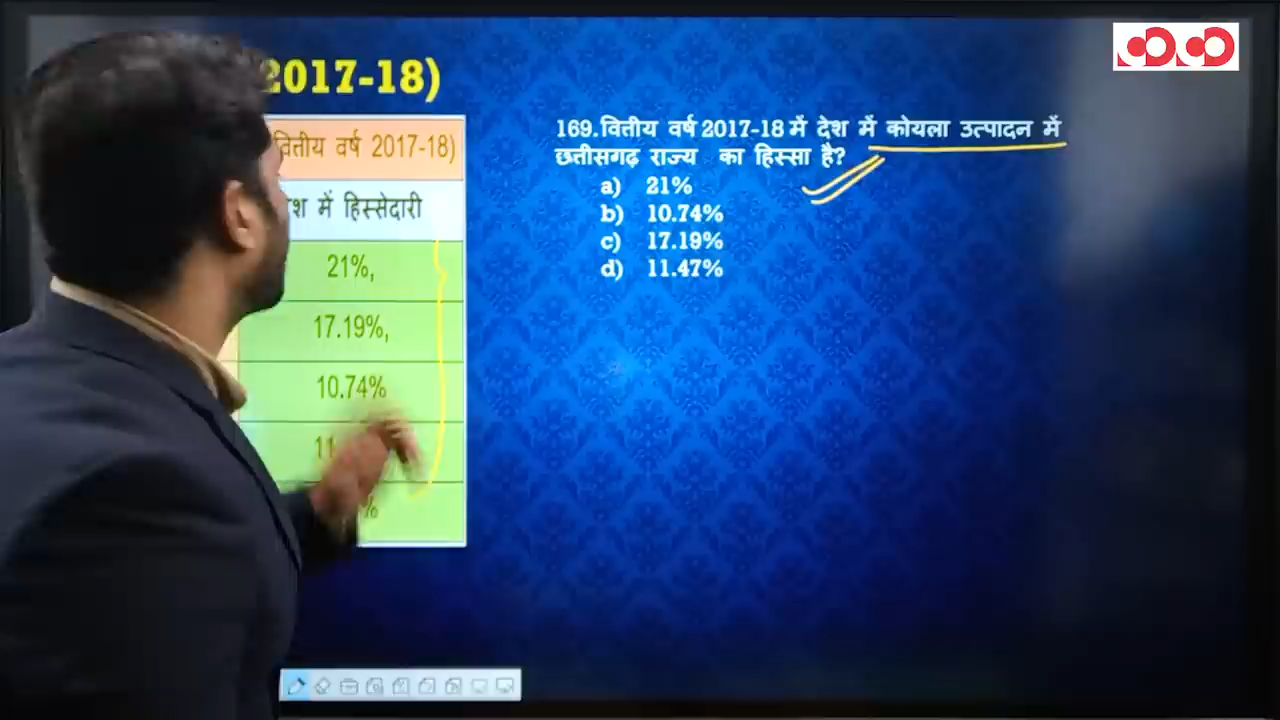 2017-18)
वित्तीय वर्ष 2017-18)
में हिस्सेदारी
21%,
17.19%,
10.74%
11
%
169.वित्तीय वर्ष 2017-18 में देश में कोयला उत्पादन में
छत्तीसगढ़ राज्य का हिस्सा है?
a) 21%
b) 10.74%
c) 17.19%
d) 11.47%